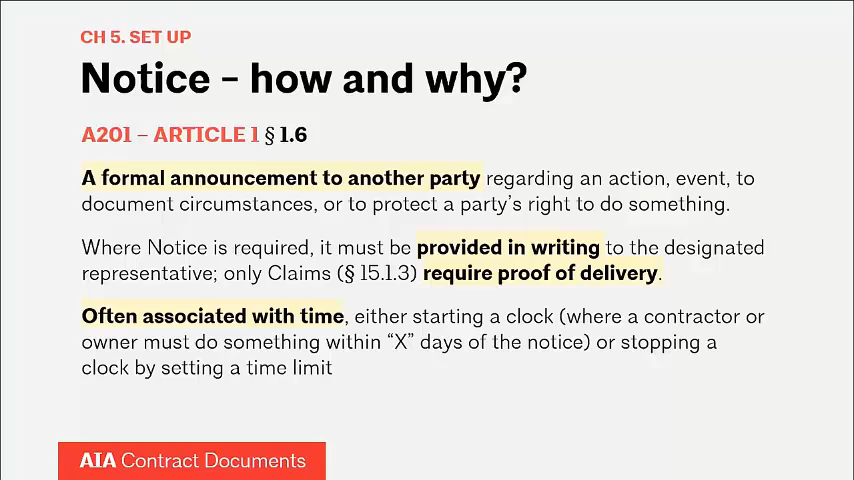 CH 5. SET UP
Notice – how and why?
A201 – ARTICLE 1 § 1.6
A formal announcement to another party regarding an action, event, to
document circumstances, or to protect a party’s right to do something.
Where Notice is required, it must be provided in writing to the designated
representative; only Claims (§ 15.1.3) require proof of delivery.
Often associated with time, either starting a clock (where a contractor or
owner must do something within “X” days of the notice) or stopping a
clock by setting a time limit
AIA Contract Documents